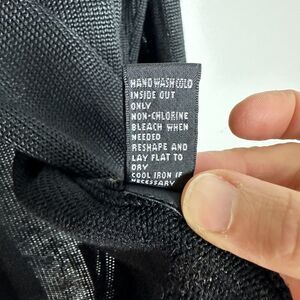 HAND WASH COLD
INSIDE OUT
ONLY
NON-CHLORINE
BLEACH WHEN
NEEDED
RESHAPE AND
LAY FLAT TO
DRY
COOL IRON IF
NECESSARY